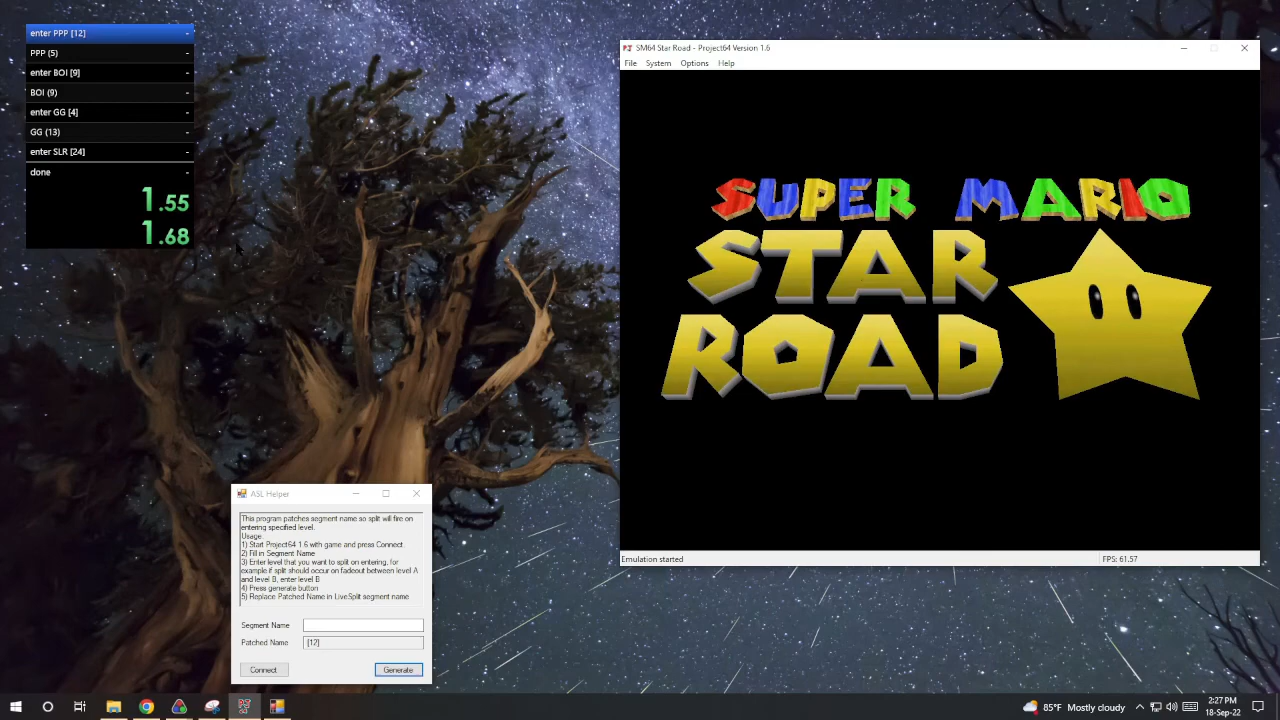 enter PPP [12] -
PPP (5) -
enter BOI [9] -
BOI (9) -
enter GG [4] -
GG (13) -
enter SLR [24] -
done -
1.55
1.68
SM64 Star Road - Project64 Version 1.6
File System Options Help
SUPER MARIO
STAR
ROAD
Emulation started FPS: 61.57
ASL Helper
This program patches segment name so split will fire on
entering specified level.
Usage:
1) Start Project64 1.6 with game and press Connect.
2) Fill in Segment Name
3) Enter level that you want to split on entering, for
example if split should occur on fadeout between level A
and level B, enter level B
4) Press generate button
5) Replace Patched Name in LiveSplit segment name
Segment Name
Patched Name [12]
Connect Generate
85°F Mostly cloudy
2:27 PM
18-Sep-22